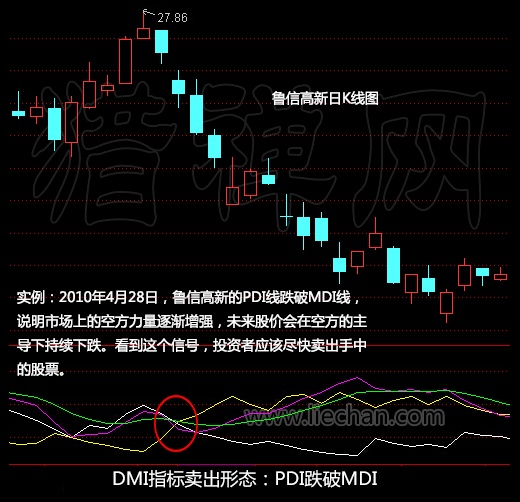 27.86
鲁信高新日K线图
猎禅网
实例：2010年4月28日，鲁信高新的PDI线跌破MDI线，
说明市场上的空方力量逐渐增强，未来股价会在空方的主
导下持续下跌。看到这个信号，投资者应该尽快卖出手中
的股票。
www.liechan.com
DMI指标卖出形态：PDI跌破MDI